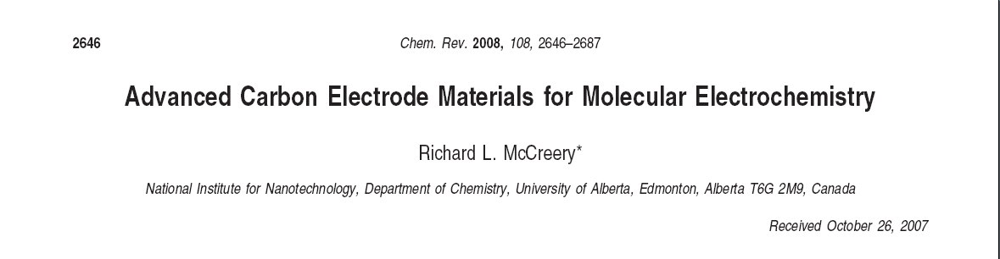 2646
Chem. Rev. 2008, 108, 2646–2687
Advanced Carbon Electrode Materials for Molecular Electrochemistry
Richard L. McCreery*
National Institute for Nanotechnology, Department of Chemistry, University of Alberta, Edmonton, Alberta T6G 2M9, Canada
Received October 26, 2007